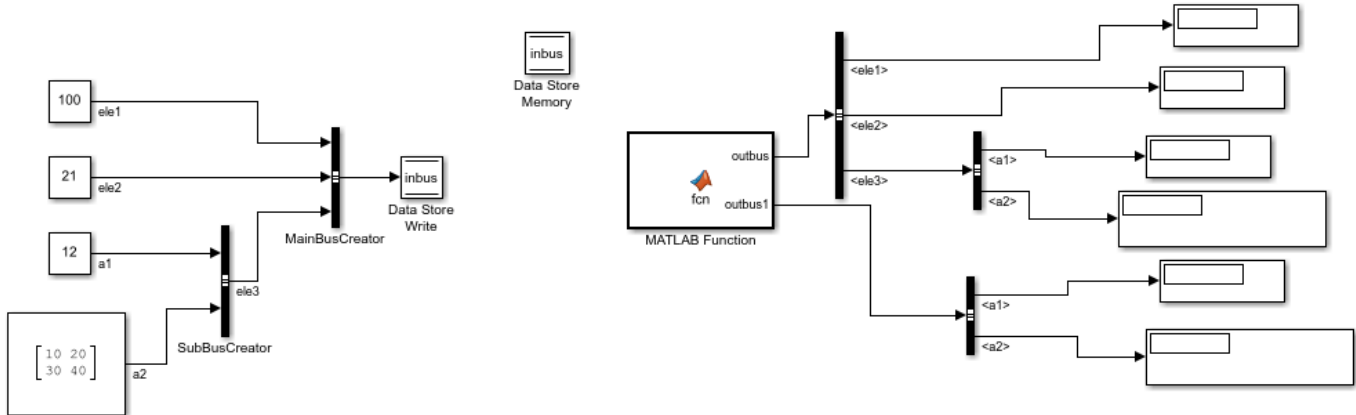 100
ele1
21
ele2
12
a1
10 20
30 40
a2
ele3
SubBusCreator
MainBusCreator
inbus
Data Store
Write
inbus
Data Store
Memory
outbus
outbus1
fcn
MATLAB Function
<ele1>
<ele2>
<ele3>
<a1>
<a2>
<a1>
<a2>